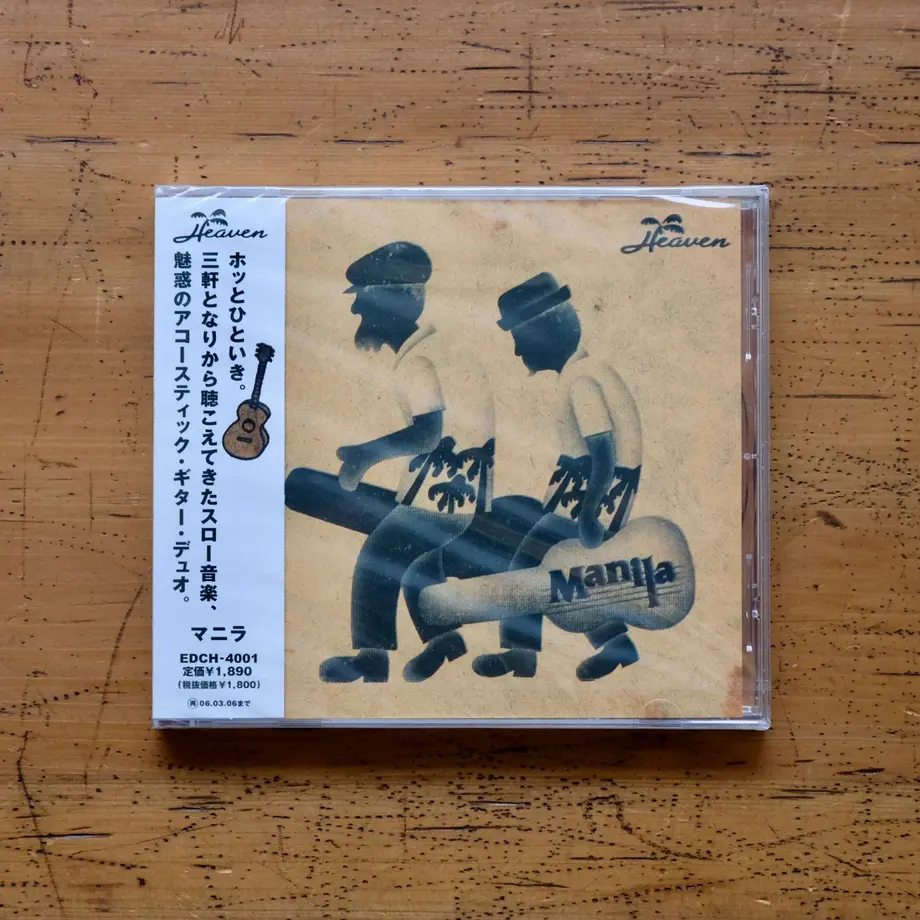 Heaven
ホッとひといき。
三軒となりから聴こえてきたスロー音楽、
魅惑のアコースティック・ギター・デュオ。
マニラ
EDCH-4001
定価¥1,890
(税抜価格¥1,800)
再06.03.06まで
Heaven
Manila